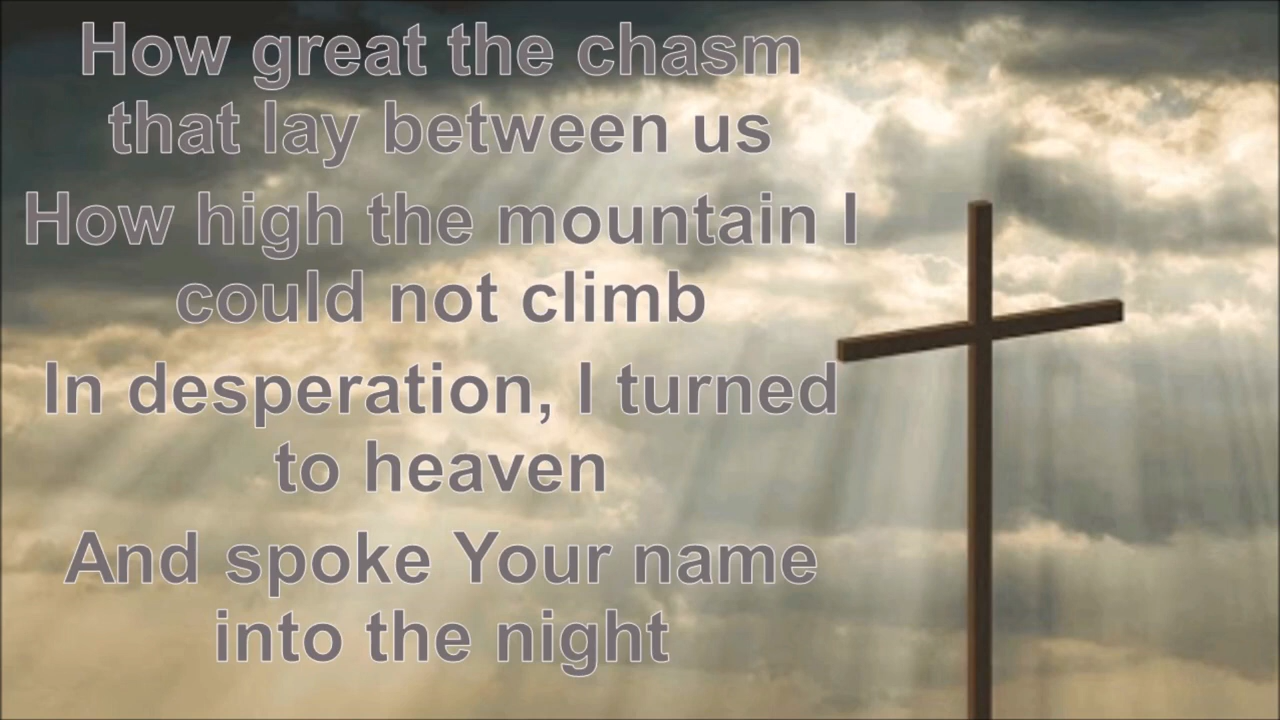 How great the chasm
that lay between us
How high the mountain I
could not climb
In desperation, I turned
to heaven
And spoke Your name
into the night